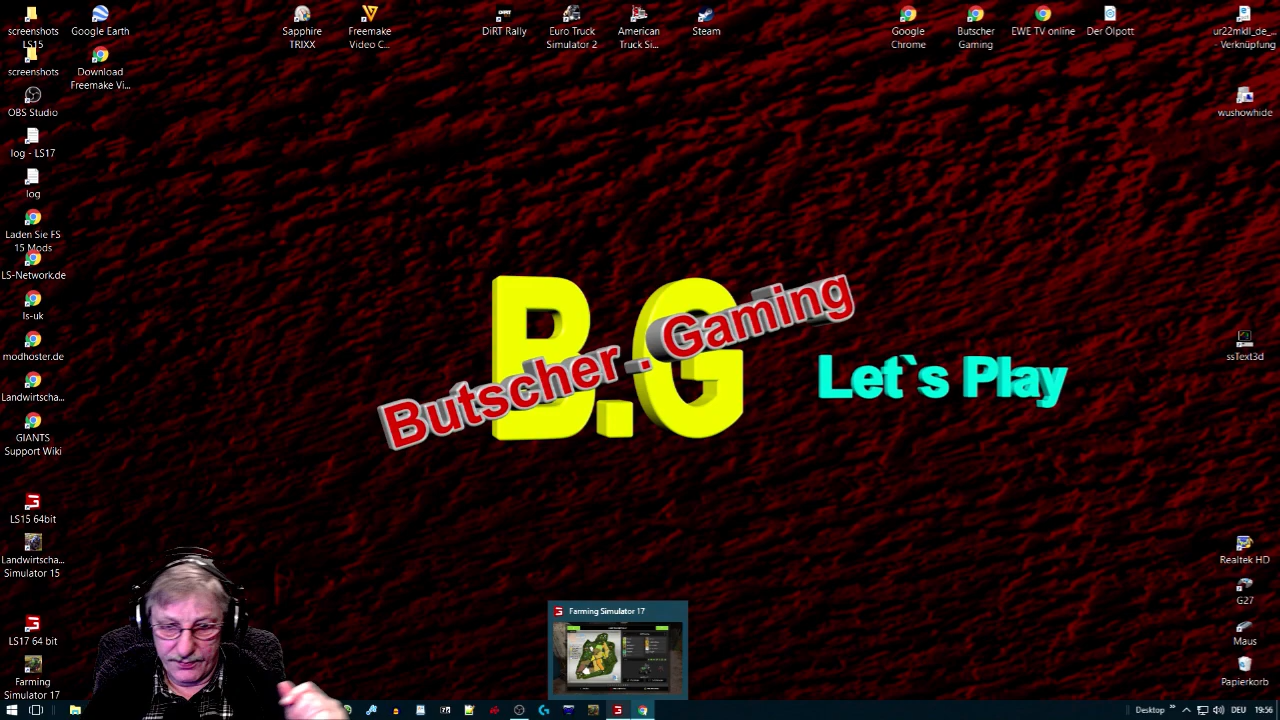 screenshots
LS15
Google Earth
Sapphire
TRIXX
Freemake
Video C...
DiRT Rally
Euro Truck
Simulator 2
American
Truck Si...
Steam
Google
Chrome
Butscher
Gaming
EWE TV online
Der Ölpott
ur22mkII_de_...
- Verknüpfung
screenshots
Download
Freemake Vi...
OBS Studio
wushowhide
log - LS17
log
Laden Sie FS
15 Mods
LS-Network.de
ls-uk
modhoster.de
Landwirtscha...
GIANTS
Support Wiki
B.G
Butscher . Gaming
Let`s Play
ssText3d
LS15 64bit
Landwirtscha...
Simulator 15
LS17 64 bit
Farming
Simulator 17
Realtek HD
G27
Maus
Papierkorb
Farming Simulator 17
Desktop
DEU
19:56